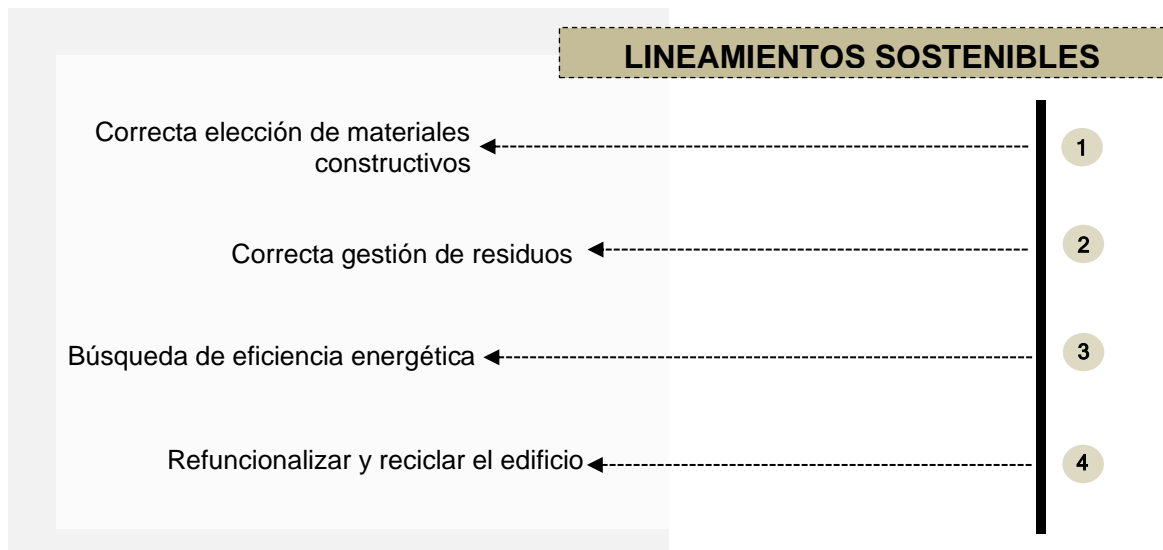 LINEAMIENTOS SOSTENIBLES
Correcta elección de materiales
constructivos
1
Correcta gestión de residuos
2
Búsqueda de eficiencia energética
3
Refuncionalizar y reciclar el edificio
4